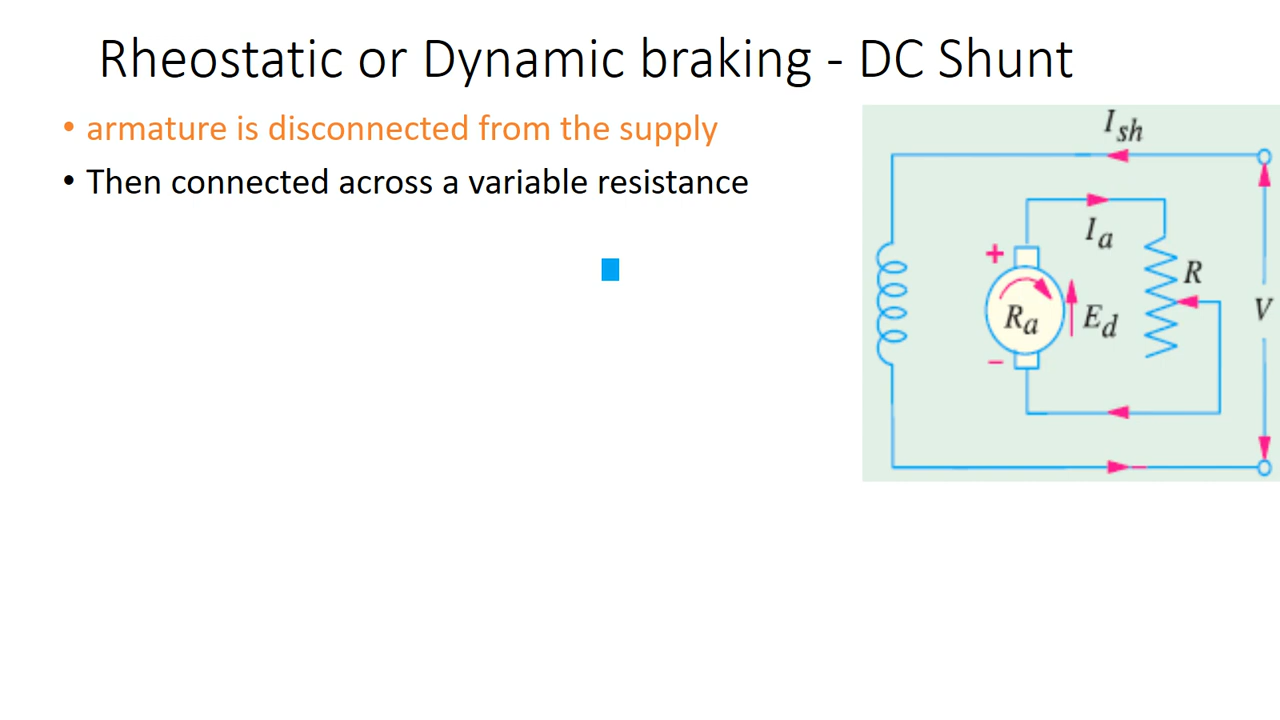 Rheostatic or Dynamic braking - DC Shunt
• armature is disconnected from the supply
• Then connected across a variable resistance
Ish
Ia
+
R
Ra
Ed
V
−